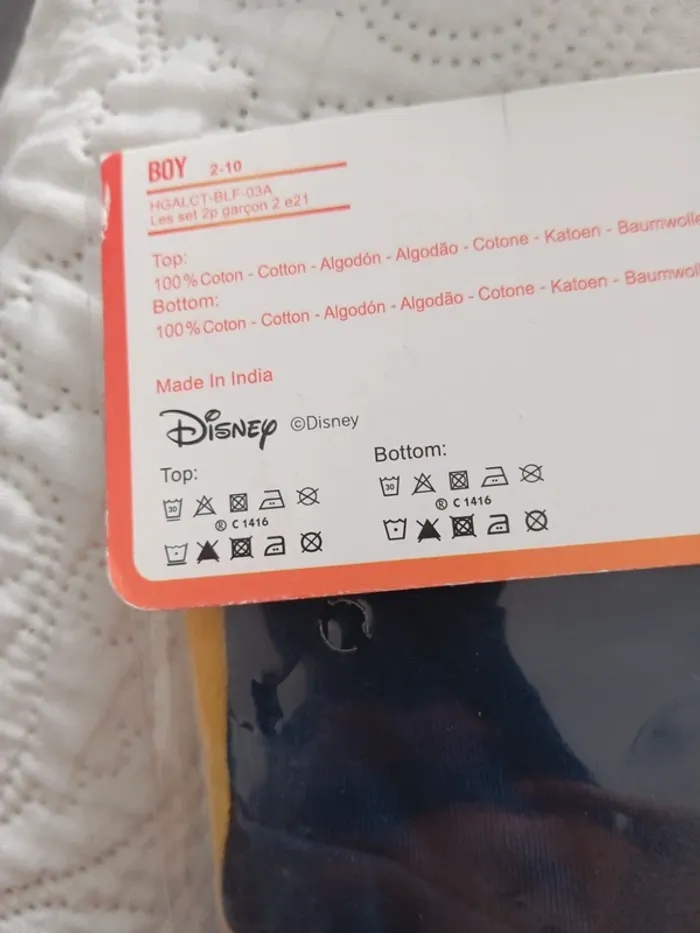 BOY 2-10
HGALCT-BLF-03A
Les set 2p garçon 2 e21
Top:
100% Coton - Cotton - Algodón - Algodão - Cotone - Katoen - Baumwolle
Bottom:
100% Coton - Cotton - Algodón - Algodão - Cotone - Katoen - Baumwoll
Made In India
Disney ©Disney
Top:
30
® C 1416
Bottom:
30
® C 1416